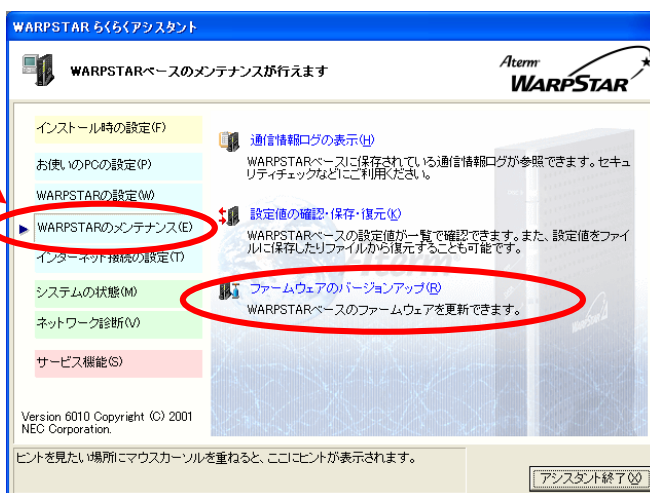 WARPSTAR らくらくアシスタント
WARPSTARベースのメンテナンスが行えます
Aterm
WARPSTAR
インストール時の設定(F)
お使いのPCの設定(P)
WARPSTARの設定(W)
WARPSTARのメンテナンス(E)
インターネット接続の設定(T)
システムの状態(M)
ネットワーク診断(V)
サービス機能(S)
通信情報ログの表示(H)
WARPSTARベースに保存されている通信情報ログが参照できます。セキュ
リティチェックなどにご利用ください。
設定値の確認・保存・復元(K)
WARPSTARベースの設定値が一覧で確認できます。また、設定値をファイ
ルに保存したりファイルから復元することも可能です。
ファームウェアのバージョンアップ(R)
WARPSTARベースのファームウェアを更新できます。
Version 6010 Copyright (C) 2001
NEC Corporation.
ヒントを見たい場所にマウスカーソルを重ねると、ここにヒントが表示されます。
アシスタント終了(X)